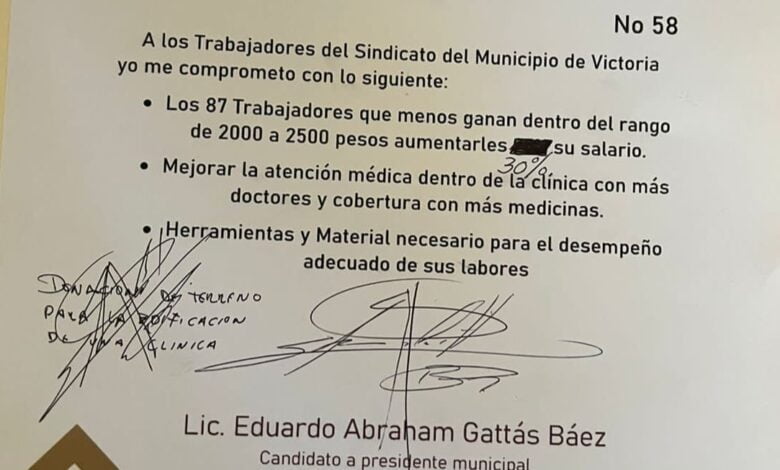 No 58
A los Trabajadores del Sindicato del Municipio de Victoria
yo me comprometo con lo siguiente:
• Los 87 Trabajadores que menos ganan dentro del rango
de 2000 a 2500 pesos aumentarles su salario.
30%
• Mejorar la atención médica dentro de la clínica con más
doctores y cobertura con más medicinas.
• Herramientas y Material necesario para el desempeño
adecuado de sus labores
DONACION DE TERRENO
PARA LA EDIFICACION
DE UNA CLINICA
Lic. Eduardo Abraham Gattás Báez
Candidato a presidente municipal